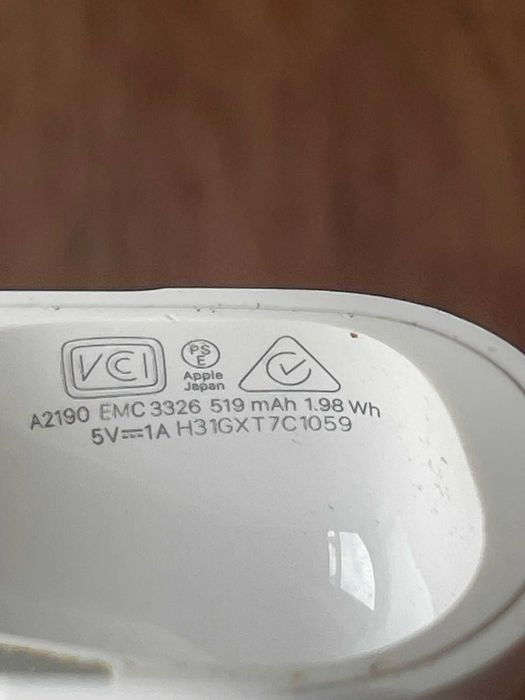 VCI PS E
Apple
Japan
A2190 EMC 3326 519 mAh 1.98 Wh
5V⎓1A H31GXT7C1059